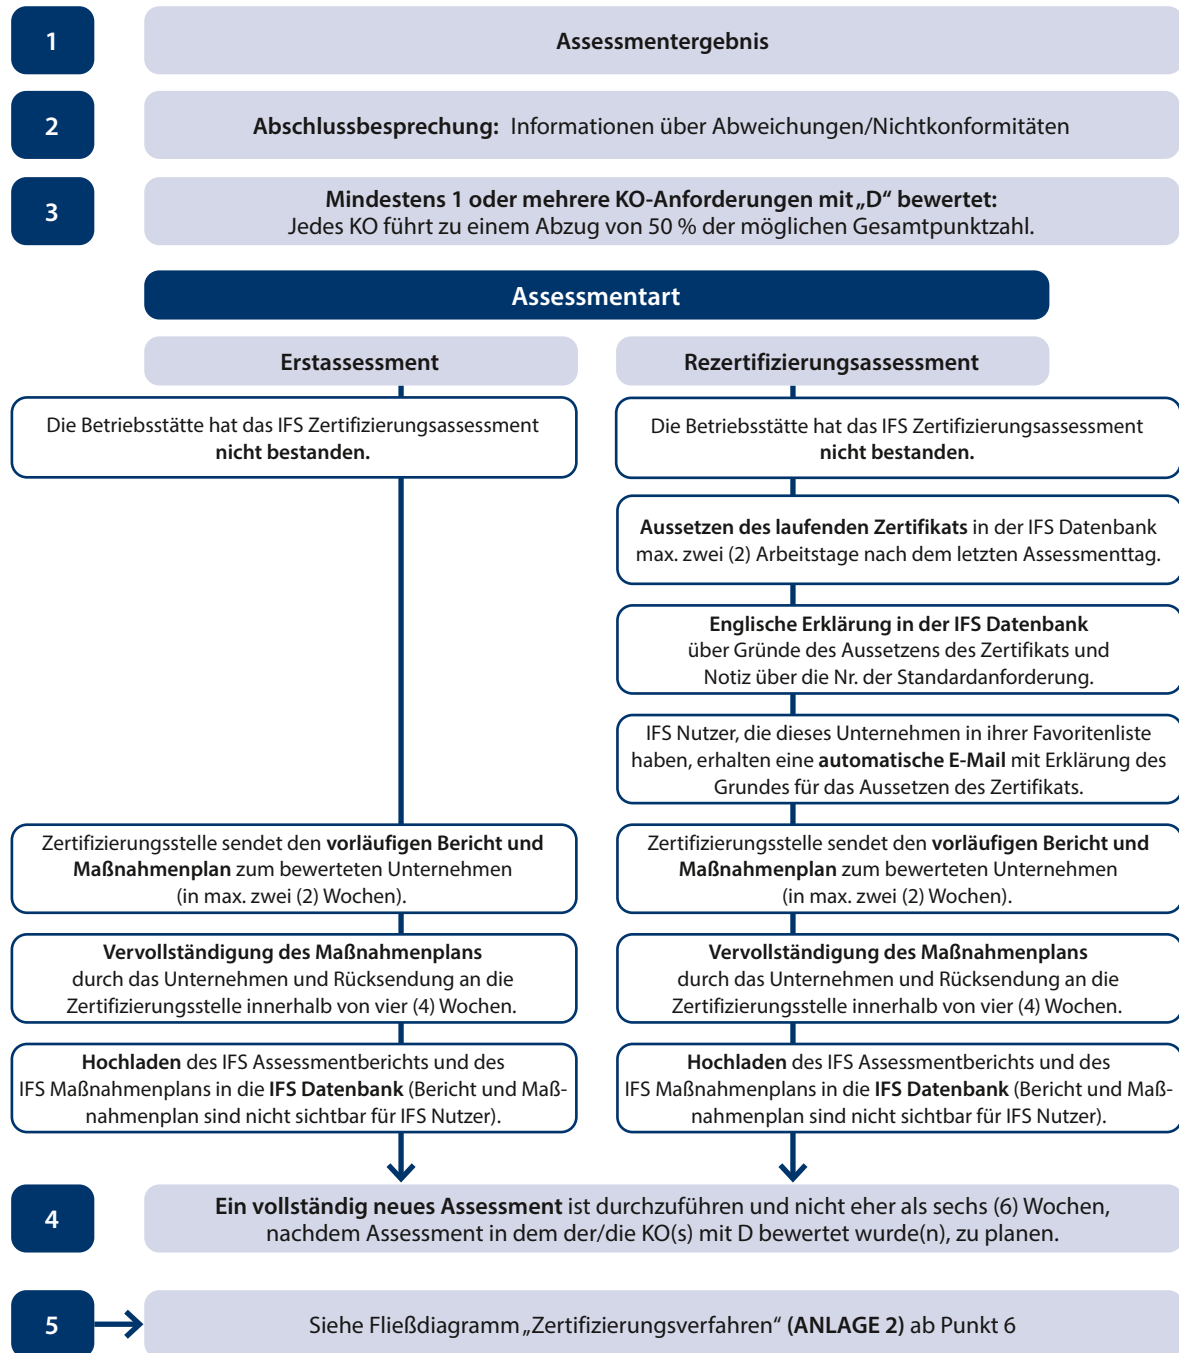 1
Assessmentergebnis
2
Abschlussbesprechung: Informationen über Abweichungen/Nichtkonformitäten
3
Mindestens 1 oder mehrere KO-Anforderungen mit „D“ bewertet:
Jedes KO führt zu einem Abzug von 50 % der möglichen Gesamtpunktzahl.
Assessmentart
Erstassessment
Die Betriebsstätte hat das IFS Zertifizierungsassessment
nicht bestanden.
Zertifizierungsstelle sendet den vorläufigen Bericht und
Maßnahmenplan zum bewerteten Unternehmen
(in max. zwei (2) Wochen).
Vervollständigung des Maßnahmenplans
durch das Unternehmen und Rücksendung an die
Zertifizierungsstelle innerhalb von vier (4) Wochen.
Hochladen des IFS Assessmentberichts und des
IFS Maßnahmenplans in die IFS Datenbank (Bericht und Maß-
nahmenplan sind nicht sichtbar für IFS Nutzer).
Rezertifizierungsassessment
Die Betriebsstätte hat das IFS Zertifizierungsassessment
nicht bestanden.
Aussetzen des laufenden Zertifikats in der IFS Datenbank
max. zwei (2) Arbeitstage nach dem letzten Assessmenttag.
Englische Erklärung in der IFS Datenbank
über Gründe des Aussetzens des Zertifikats und
Notiz über die Nr. der Standardanforderung.
IFS Nutzer, die dieses Unternehmen in ihrer Favoritenliste
haben, erhalten eine automatische E-Mail mit Erklärung des
Grundes für das Aussetzen des Zertifikats.
Zertifizierungsstelle sendet den vorläufigen Bericht und
Maßnahmenplan zum bewerteten Unternehmen
(in max. zwei (2) Wochen).
Vervollständigung des Maßnahmenplans
durch das Unternehmen und Rücksendung an die
Zertifizierungsstelle innerhalb von vier (4) Wochen.
Hochladen des IFS Assessmentberichts und des
IFS Maßnahmenplans in die IFS Datenbank (Bericht und Maß-
nahmenplan sind nicht sichtbar für IFS Nutzer).
4
Ein vollständig neues Assessment ist durchzuführen und nicht eher als sechs (6) Wochen,
nachdem Assessment in dem der/die KO(s) mit D bewertet wurde(n), zu planen.
5
Siehe Fließdiagramm „Zertifizierungsverfahren“ (ANLAGE 2) ab Punkt 6